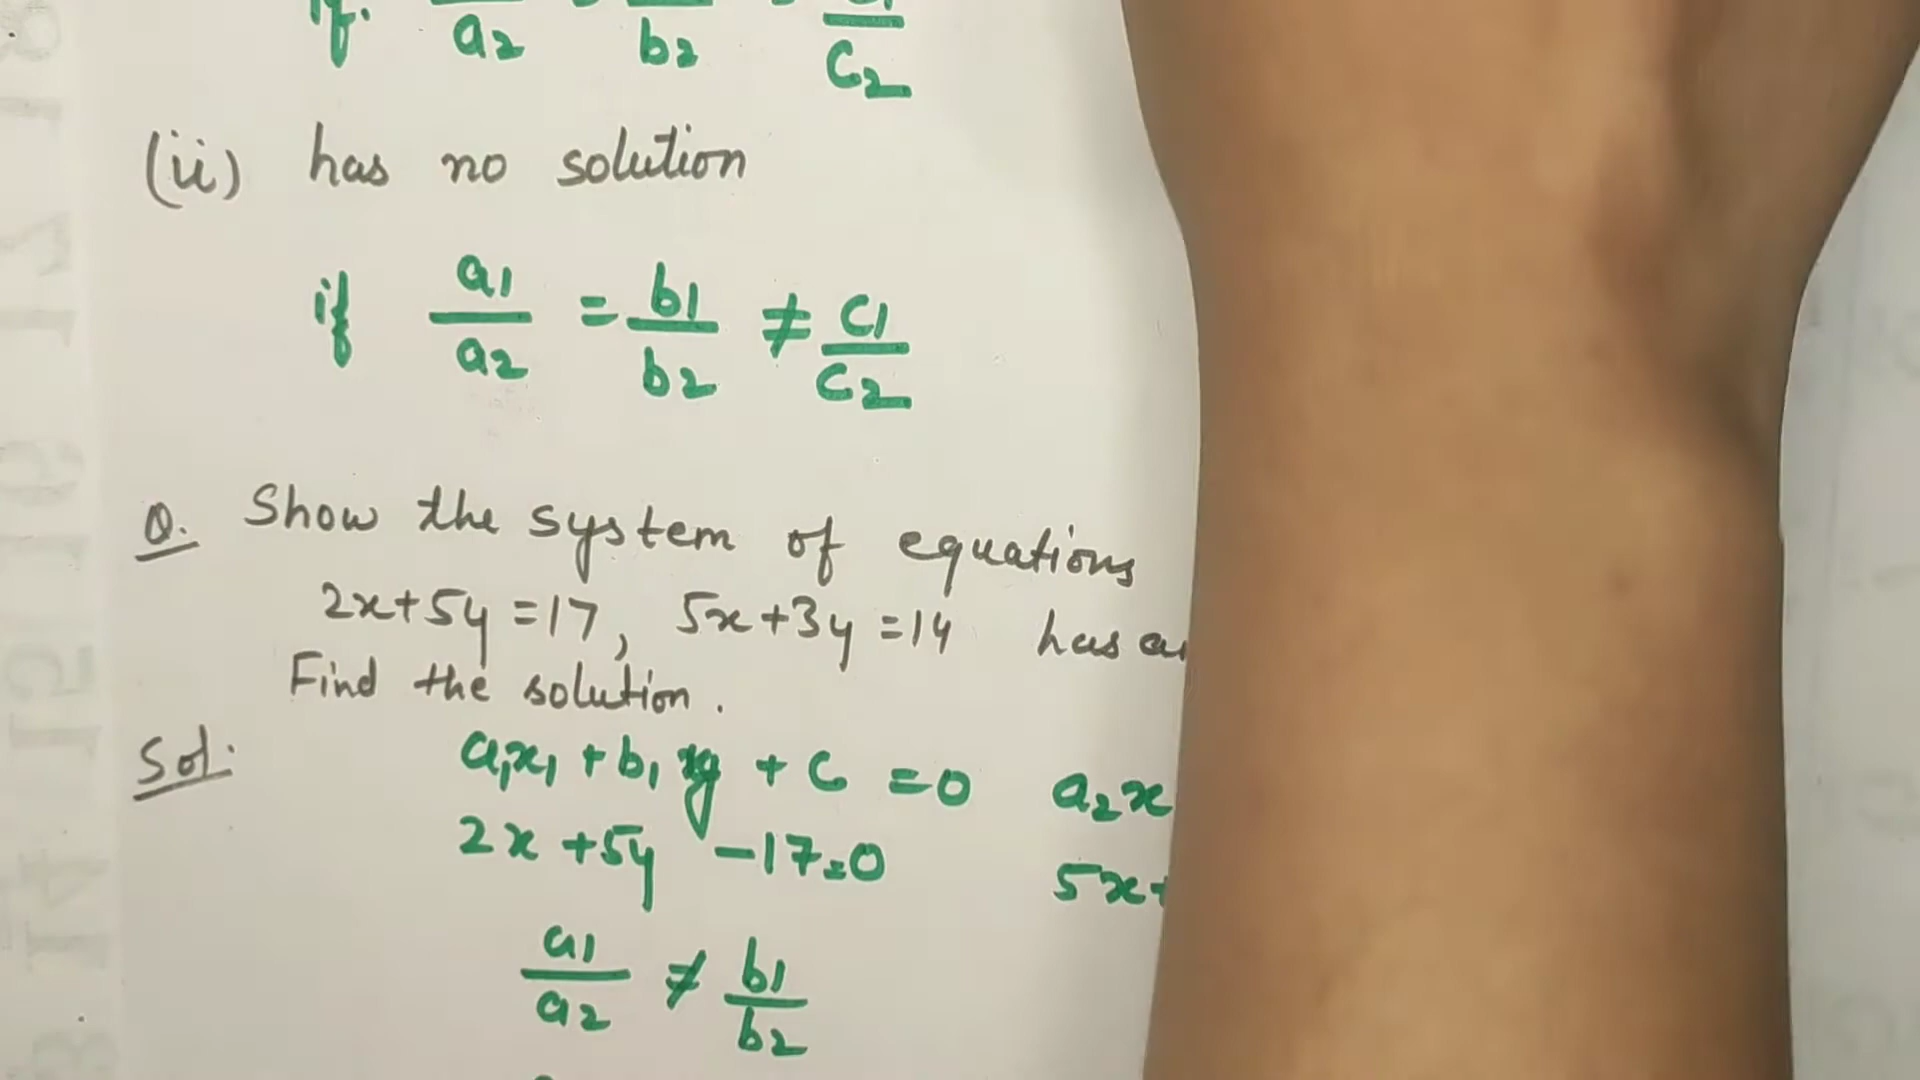 if. a2 b2 c1/c2
(ii) has no solution
if a1/a2 = b1/b2 ≠ c1/c2
Q. Show the system of equations
2x+5y=17, 5x+3y=14 has
Find the solution.
Sol: a1x1 + b1y + c = 0 a2x
2x +5y -17=0 5x+
a1/a2 ≠ b1/b2